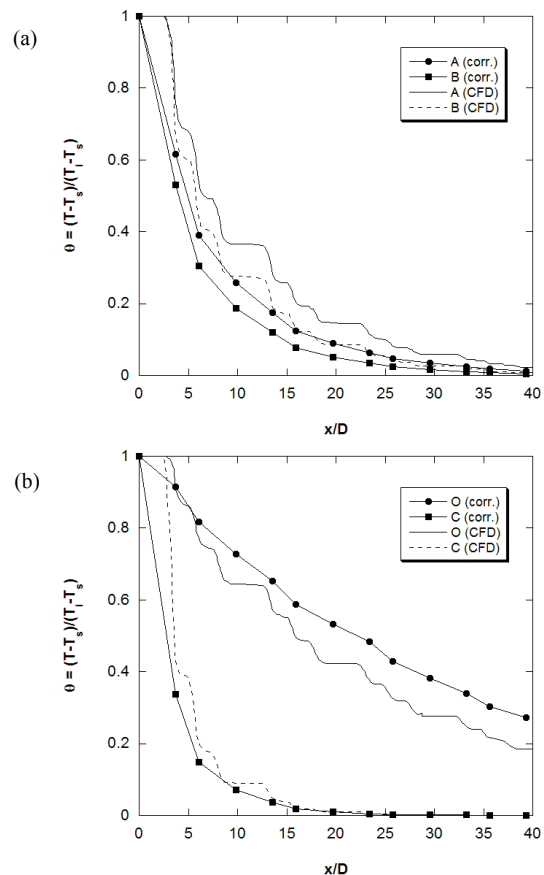 (a)
1
0.8
0.6
0.4
0.2
0
θ = (T-Tₛ)/(Tᵢ-Tₛ)
A (corr.)
B (corr.)
A (CFD)
B (CFD)
0 5 10 15 20 25 30 35 40
x/D
(b)
1
0.8
0.6
0.4
0.2
0
θ = (T-Tₛ)/(Tᵢ-Tₛ)
O (corr.)
C (corr.)
O (CFD)
C (CFD)
0 5 10 15 20 25 30 35 40
x/D